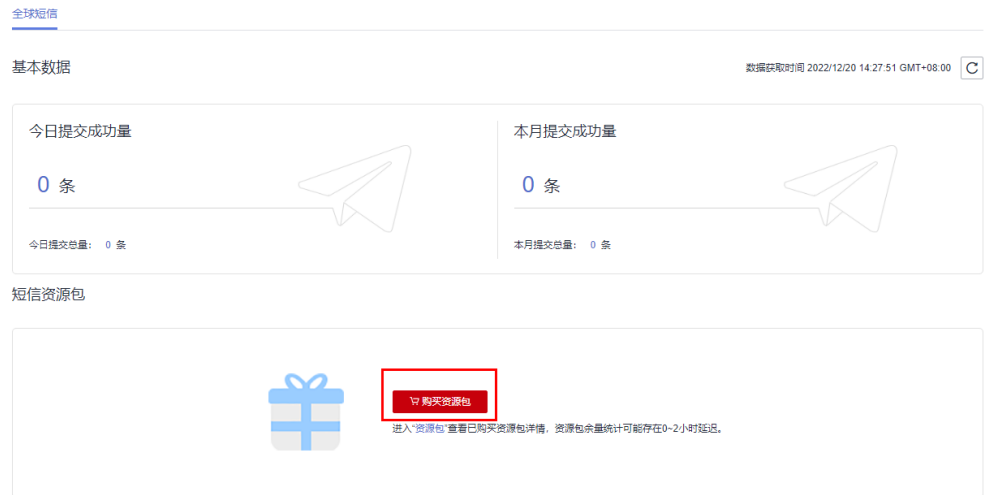 全球短信
基本数据
数据获取时间 2022/12/20 14:27:51 GMT+08:00
今日提交成功量
0 条
今日提交总量： 0 条
本月提交成功量
0 条
本月提交总量： 0 条
短信资源包
购买资源包
进入“资源包”查看已购买资源包详情，资源包余量统计可能存在0~2小时延迟。